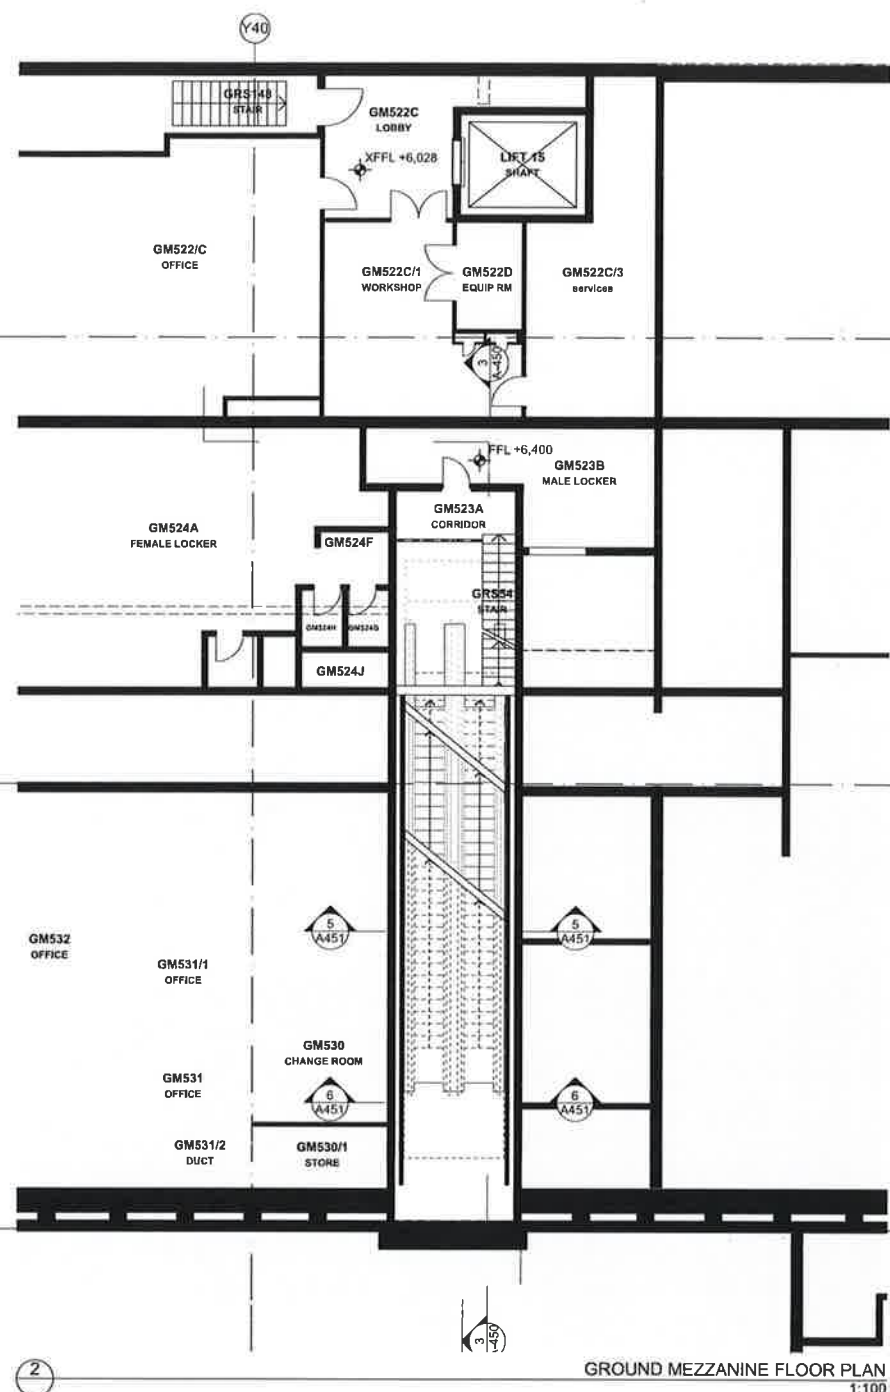 Y40
GRS148
STAIR
GM522C
LOBBY
XFFL +6,028
LIFT 15
SHAFT
GM522/C
OFFICE
GM522C/1
WORKSHOP
GM522D
EQUIP RM
GM522C/3
services
3
A-450
FFL +6,400
GM523B
MALE LOCKER
GM523A
CORRIDOR
GM524A
FEMALE LOCKER
GM524F
GRS54
STAIR
GM524H
GM524G
GM524J
5
A451
5
A451
GM532
OFFICE
GM531/1
OFFICE
GM530
CHANGE ROOM
GM531
OFFICE
6
A451
6
A451
GM531/2
DUCT
GM530/1
STORE
3
-450
2
GROUND MEZZANINE FLOOR PLAN
1:100